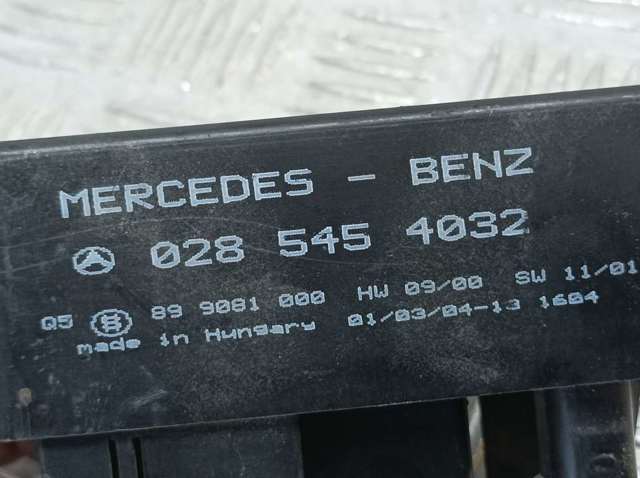 MERCEDES - BENZ
028 545 4032
Q5 89 9081 000 HW 09/00 SW 11/01
made in Hungary 01/03/04-13 1604